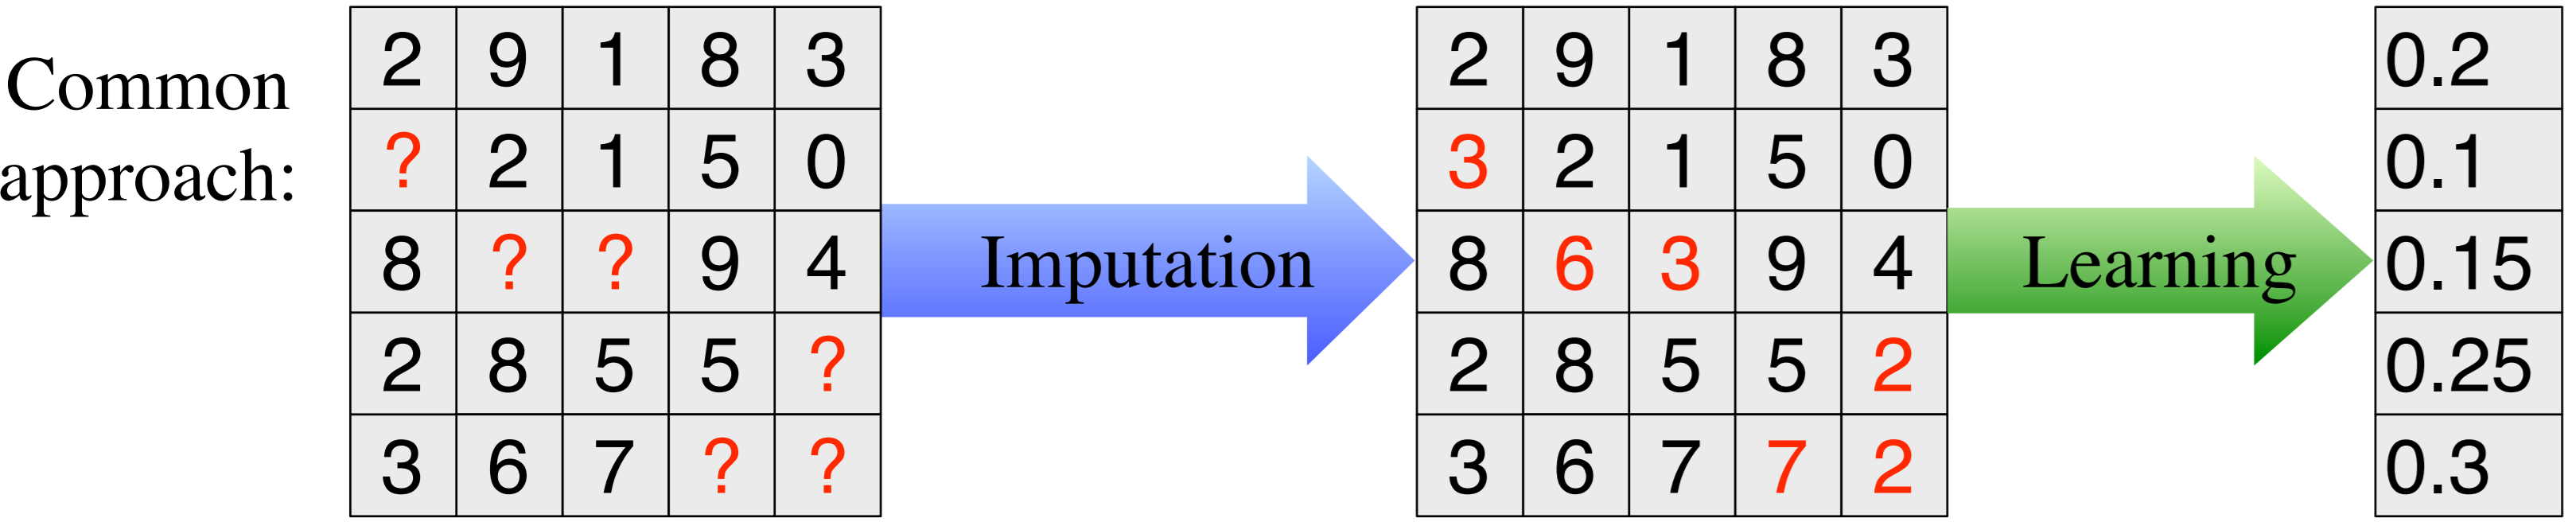 Common
approach:
2 9 1 8 3
? 2 1 5 0
8 ? ? 9 4
2 8 5 5 ?
3 6 7 ? ?
Imputation
2 9 1 8 3
3 2 1 5 0
8 6 3 9 4
2 8 5 5 2
3 6 7 7 2
Learning
0.2
0.1
0.15
0.25
0.3